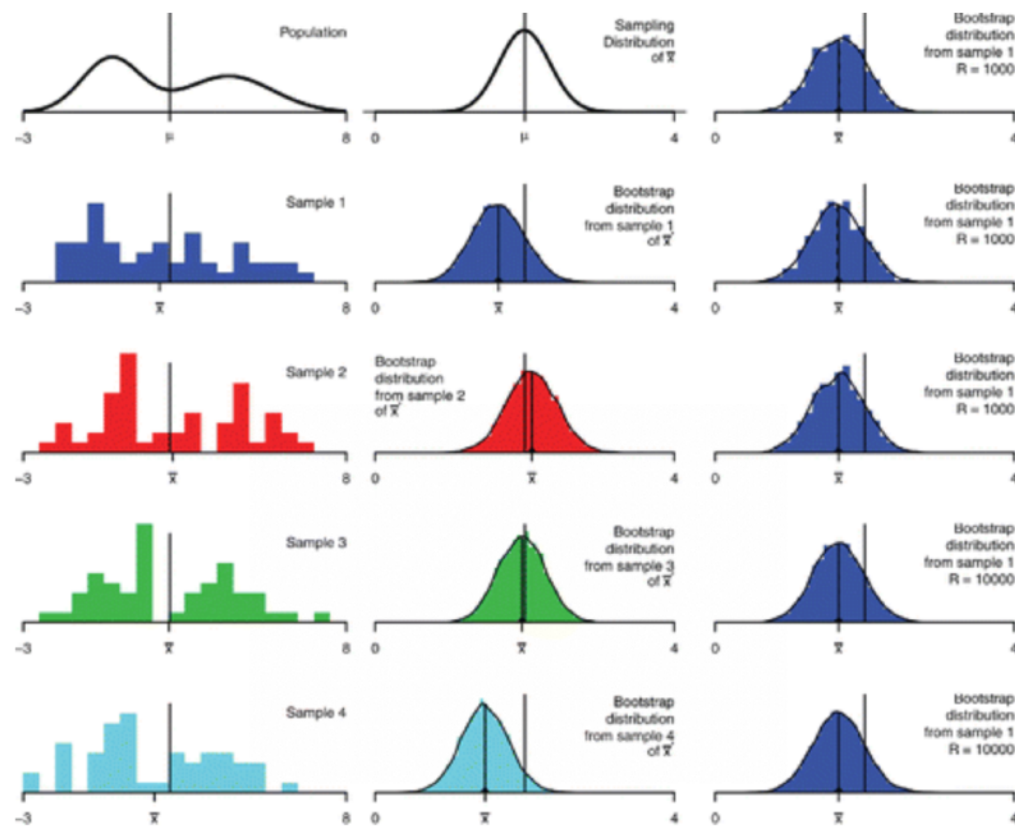 Population
-3
μ
8
Sampling
Distribution
of x̄
0
μ
4
Bootstrap
distribution
from sample 1
R = 1000
0
x̄
4
Sample 1
-3
x̄
8
Bootstrap
distribution
from sample 1
of x̄
0
x̄
4
Bootstrap
distribution
from sample 1
R = 1000
0
x̄
4
Sample 2
-3
x̄
8
Bootstrap
distribution
from sample 2
of x̄
0
x̄
4
Bootstrap
distribution
from sample 1
R = 1000
0
x̄
4
Sample 3
-3
x̄
8
Bootstrap
distribution
from sample 3
of x̄
0
x̄
4
Bootstrap
distribution
from sample 1
R = 10000
0
x̄
4
Sample 4
-3
x̄
8
Bootstrap
distribution
from sample 4
of x̄
0
x̄
4
Bootstrap
distribution
from sample 1
R = 10000
0
x̄
4